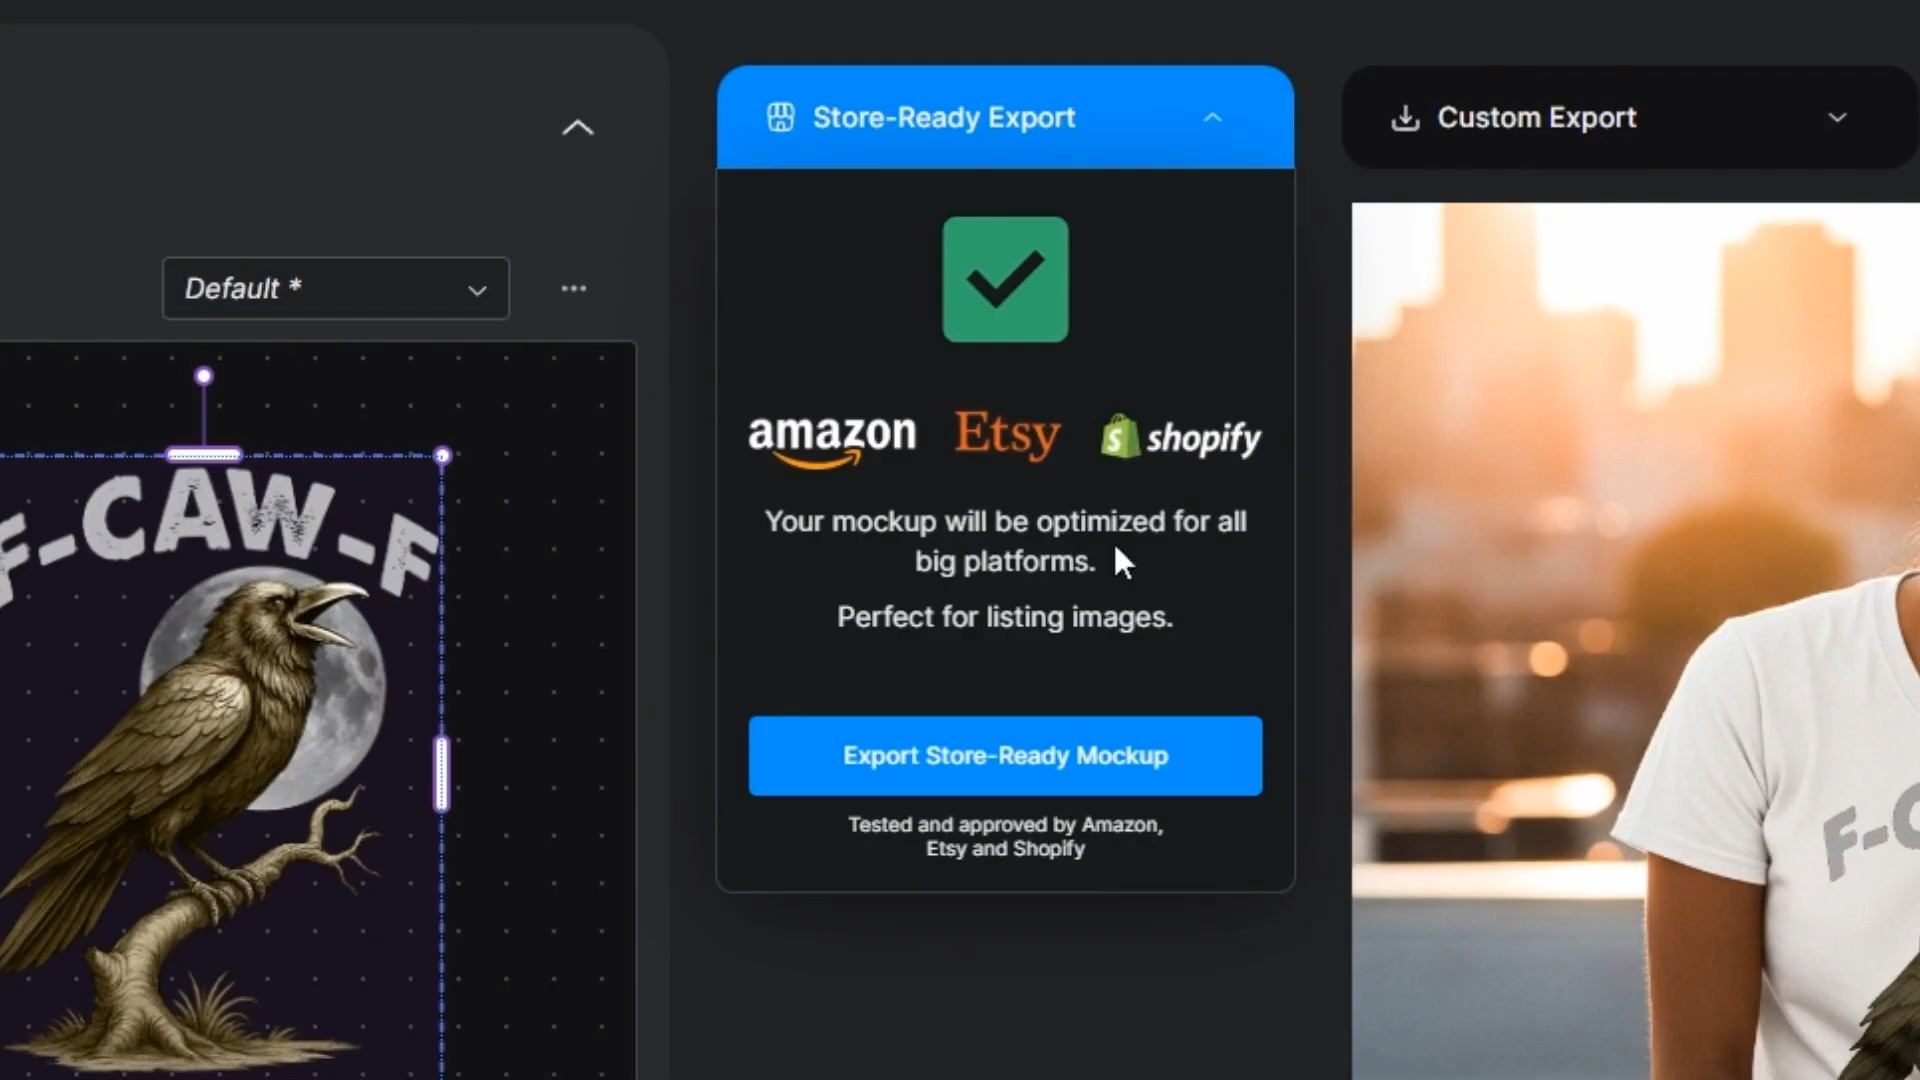 Store-Ready Export
Custom Export
Default *
amazon
Etsy
shopify
F-CAW-F
Your mockup will be optimized for all
big platforms.
Perfect for listing images.
Export Store-Ready Mockup
Tested and approved by Amazon,
Etsy and Shopify
F-C